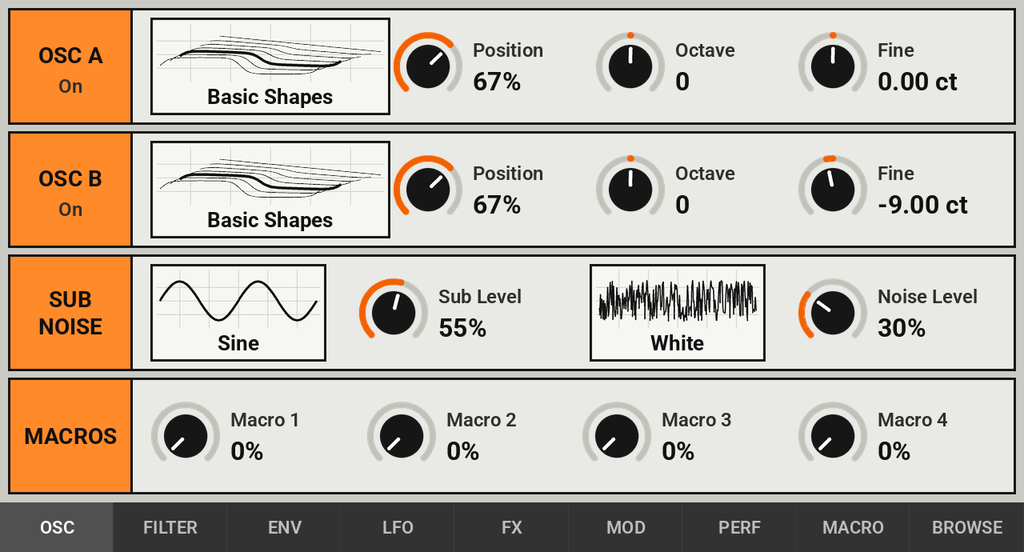 OSC A
On
Basic Shapes
Position
67%
Octave
0
Fine
0.00 ct
OSC B
On
Basic Shapes
Position
67%
Octave
0
Fine
-9.00 ct
SUB
NOISE
Sine
Sub Level
55%
White
Noise Level
30%
MACROS
Macro 1
0%
Macro 2
0%
Macro 3
0%
Macro 4
0%
OSC FILTER ENV LFO FX MOD PERF MACRO BROWSE